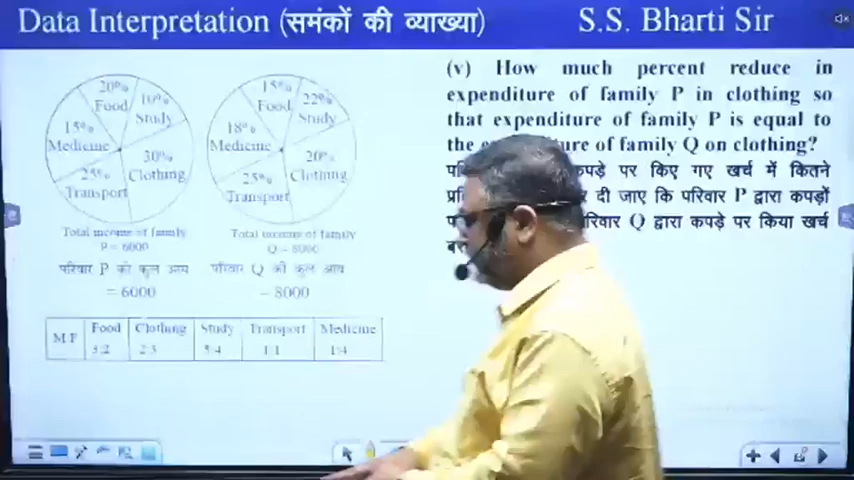 Data Interpretation (समंकों की व्याख्या)
S.S. Bharti Sir
20%
Food
10%
Study
15%
Medicine
30%
Clothing
25%
Transport
Total income of family
P = 6000
परिवार P की कुल आय
= 6000
15%
Food
22%
Study
18%
Medicine
20%
Clothing
25%
Transport
Total income of family
Q = 8000
परिवार Q की कुल आय
= 8000
M:F
Food Clothing Study Transport Medicine
3:2 2:3 5:4 1:1 1:4
(v) How much percent reduce in
expenditure of family P in clothing so
that expenditure of family P is equal to
the of family Q on clothing?
कपड़े पर किए गए खर्च में कितने
दी जाए कि परिवार P द्वारा कपड़ों
परिवार Q द्वारा कपड़े पर किया खर्च